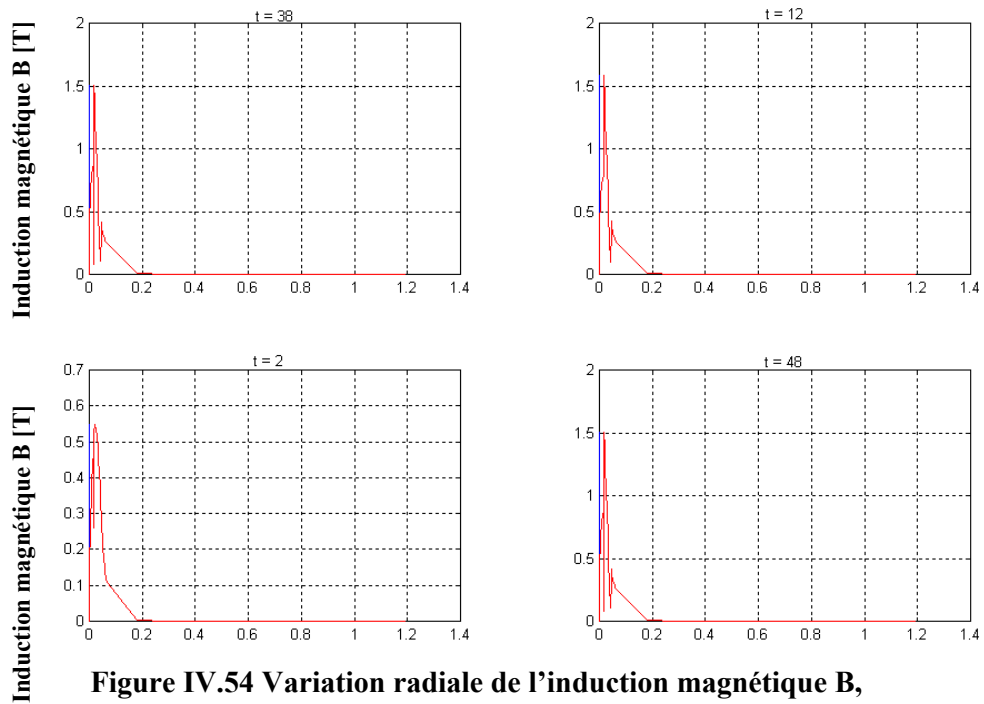 t = 38
2
1.5
1
0.5
0
0 0.2 0.4 0.6 0.8 1 1.2 1.4
Induction magnétique B [T]
t = 12
2
1.5
1
0.5
0
0 0.2 0.4 0.6 0.8 1 1.2 1.4
t = 2
0.7
0.6
0.5
0.4
0.3
0.2
0.1
0
0 0.2 0.4 0.6 0.8 1 1.2 1.4
Induction magnétique B [T]
t = 48
2
1.5
1
0.5
0
0 0.2 0.4 0.6 0.8 1 1.2 1.4
Figure IV.54 Variation radiale de l’induction magnétique B,